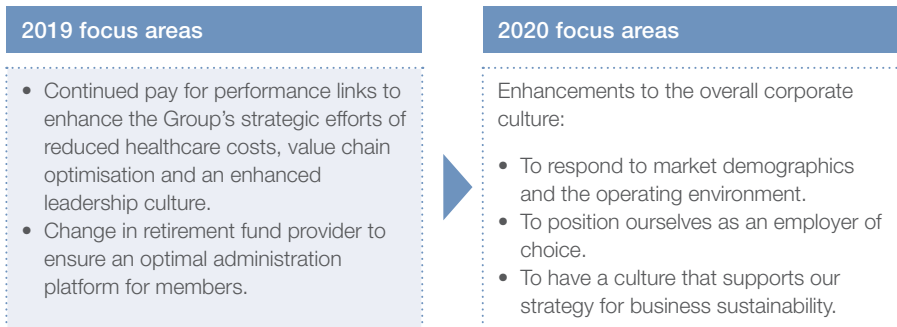 2019 focus areas
• Continued pay for performance links to
enhance the Group's strategic efforts of
reduced healthcare costs, value chain
optimisation and an enhanced
leadership culture.
• Change in retirement fund provider to
ensure an optimal administration
platform for members.
2020 focus areas
Enhancements to the overall corporate
culture:
• To respond to market demographics
and the operating environment.
• To position ourselves as an employer of
choice.
• To have a culture that supports our
strategy for business sustainability.